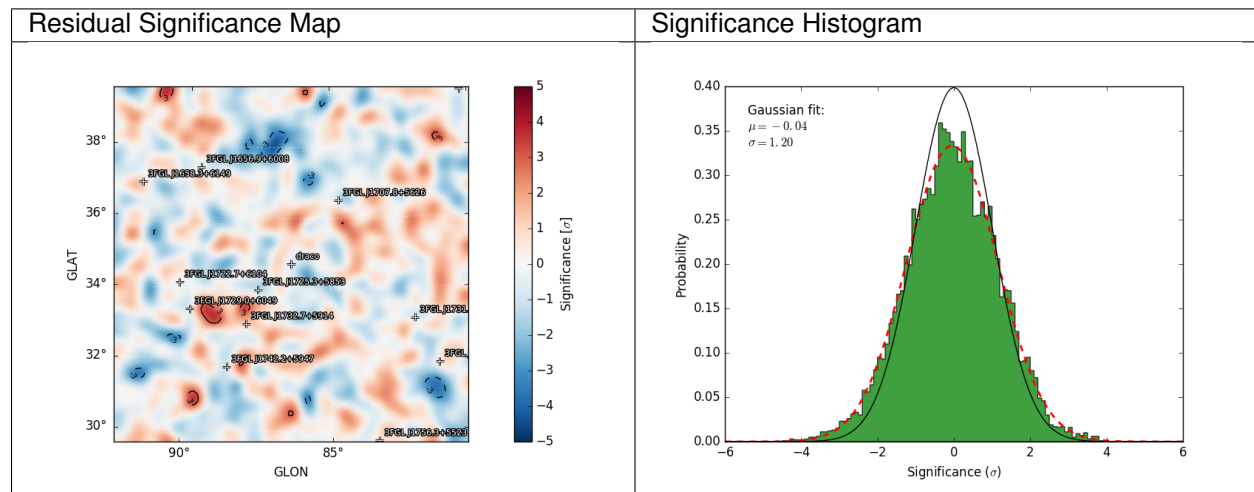 Residual Significance Map
Significance Histogram
38°
36°
34°
32°
30°
GLAT
90°
85°
GLON
3FGL J1656.9+6008
3FGL J1658.3+6149
3FGL J1707.8+5626
draco
3FGL J1722.7+6104
3FGL J1725.3+5853
3FGL J1729.0+6049
3FGL J1732.7+5914
3FGL J1731.
3FGL
3FGL J1742.2+5947
3FGL J1756.3+5523
5
4
3
2
1
0
−1
−2
−3
−4
−5
Significance [σ]
0.40
0.35
0.30
0.25
0.20
0.15
0.10
0.05
0.00
Probability
Gaussian fit:
μ = −0.04
σ = 1.20
−6
−4
−2
0
2
4
6
Significance (σ)